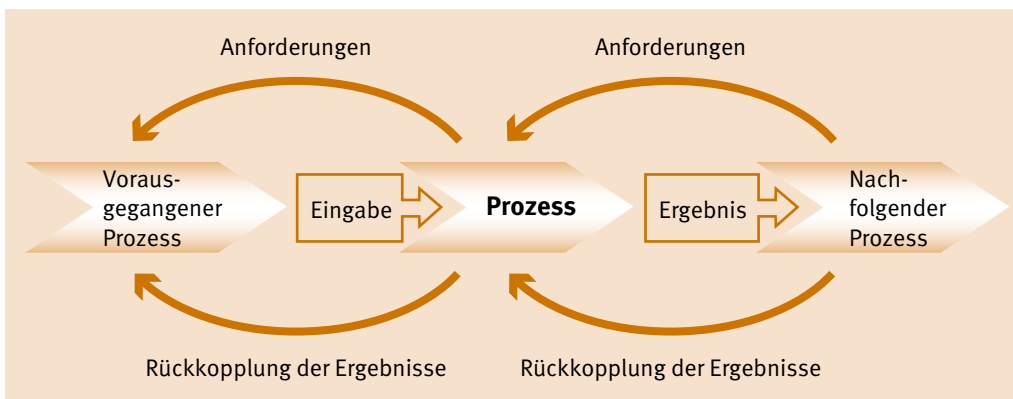 Anforderungen
Anforderungen
Voraus-
gegangener
Prozess
Eingabe
Prozess
Ergebnis
Nach-
folgender
Prozess
Rückkopplung der Ergebnisse
Rückkopplung der Ergebnisse